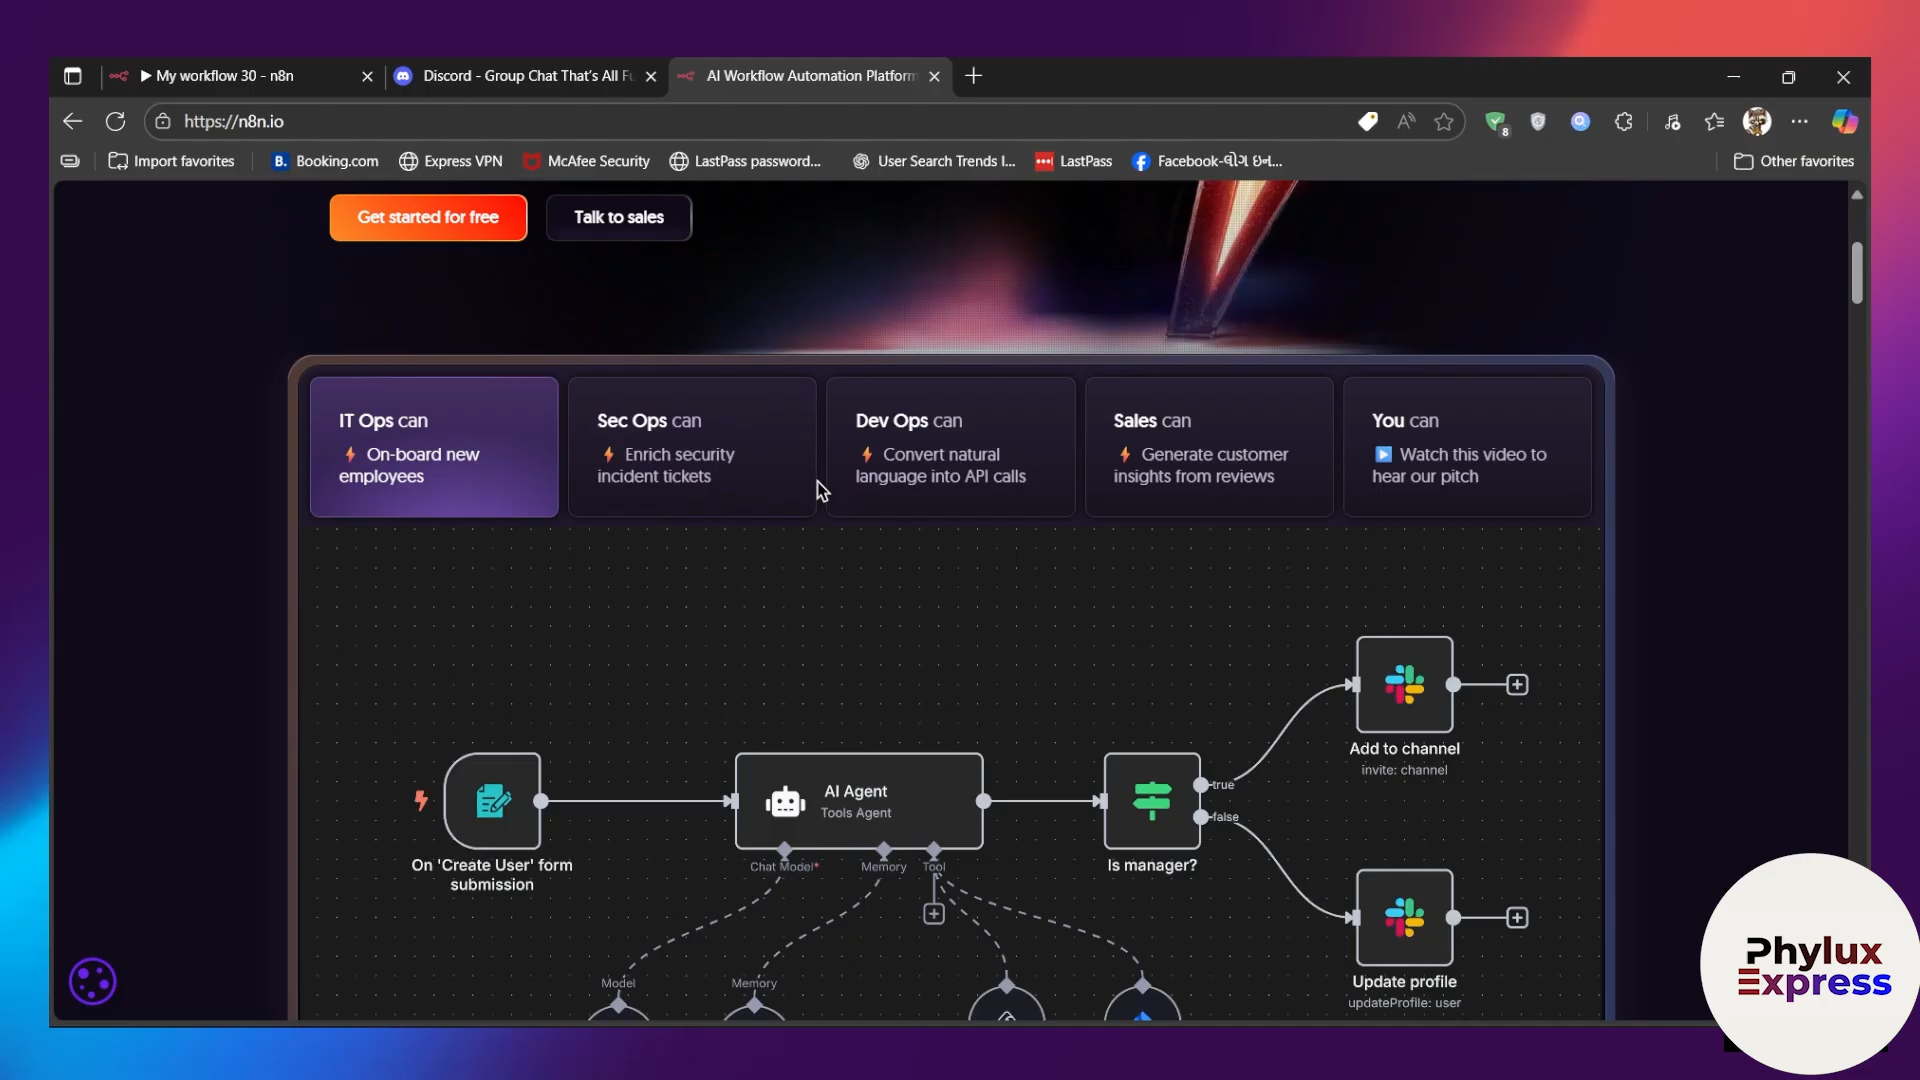 My workflow 30 - n8n
Discord - Group Chat That's All Fu
AI Workflow Automation Platform
https://n8n.io
8
Import favorites
B. Booking.com
Express VPN
McAfee Security
LastPass password...
User Search Trends I...
LastPass
Facebook-લોગ ઇન...
Other favorites
Get started for free
Talk to sales
IT Ops can
On-board new
employees
Sec Ops can
Enrich security
incident tickets
Dev Ops can
Convert natural
language into API calls
Sales can
Generate customer
insights from reviews
You can
Watch this video to
hear our pitch
On 'Create User' form
submission
AI Agent
Tools Agent
Chat Model*
Memory
Tool
Is manager?
true
false
Add to channel
invite: channel
Update profile
updateProfile: user
Model
Memory
Phylux
Express